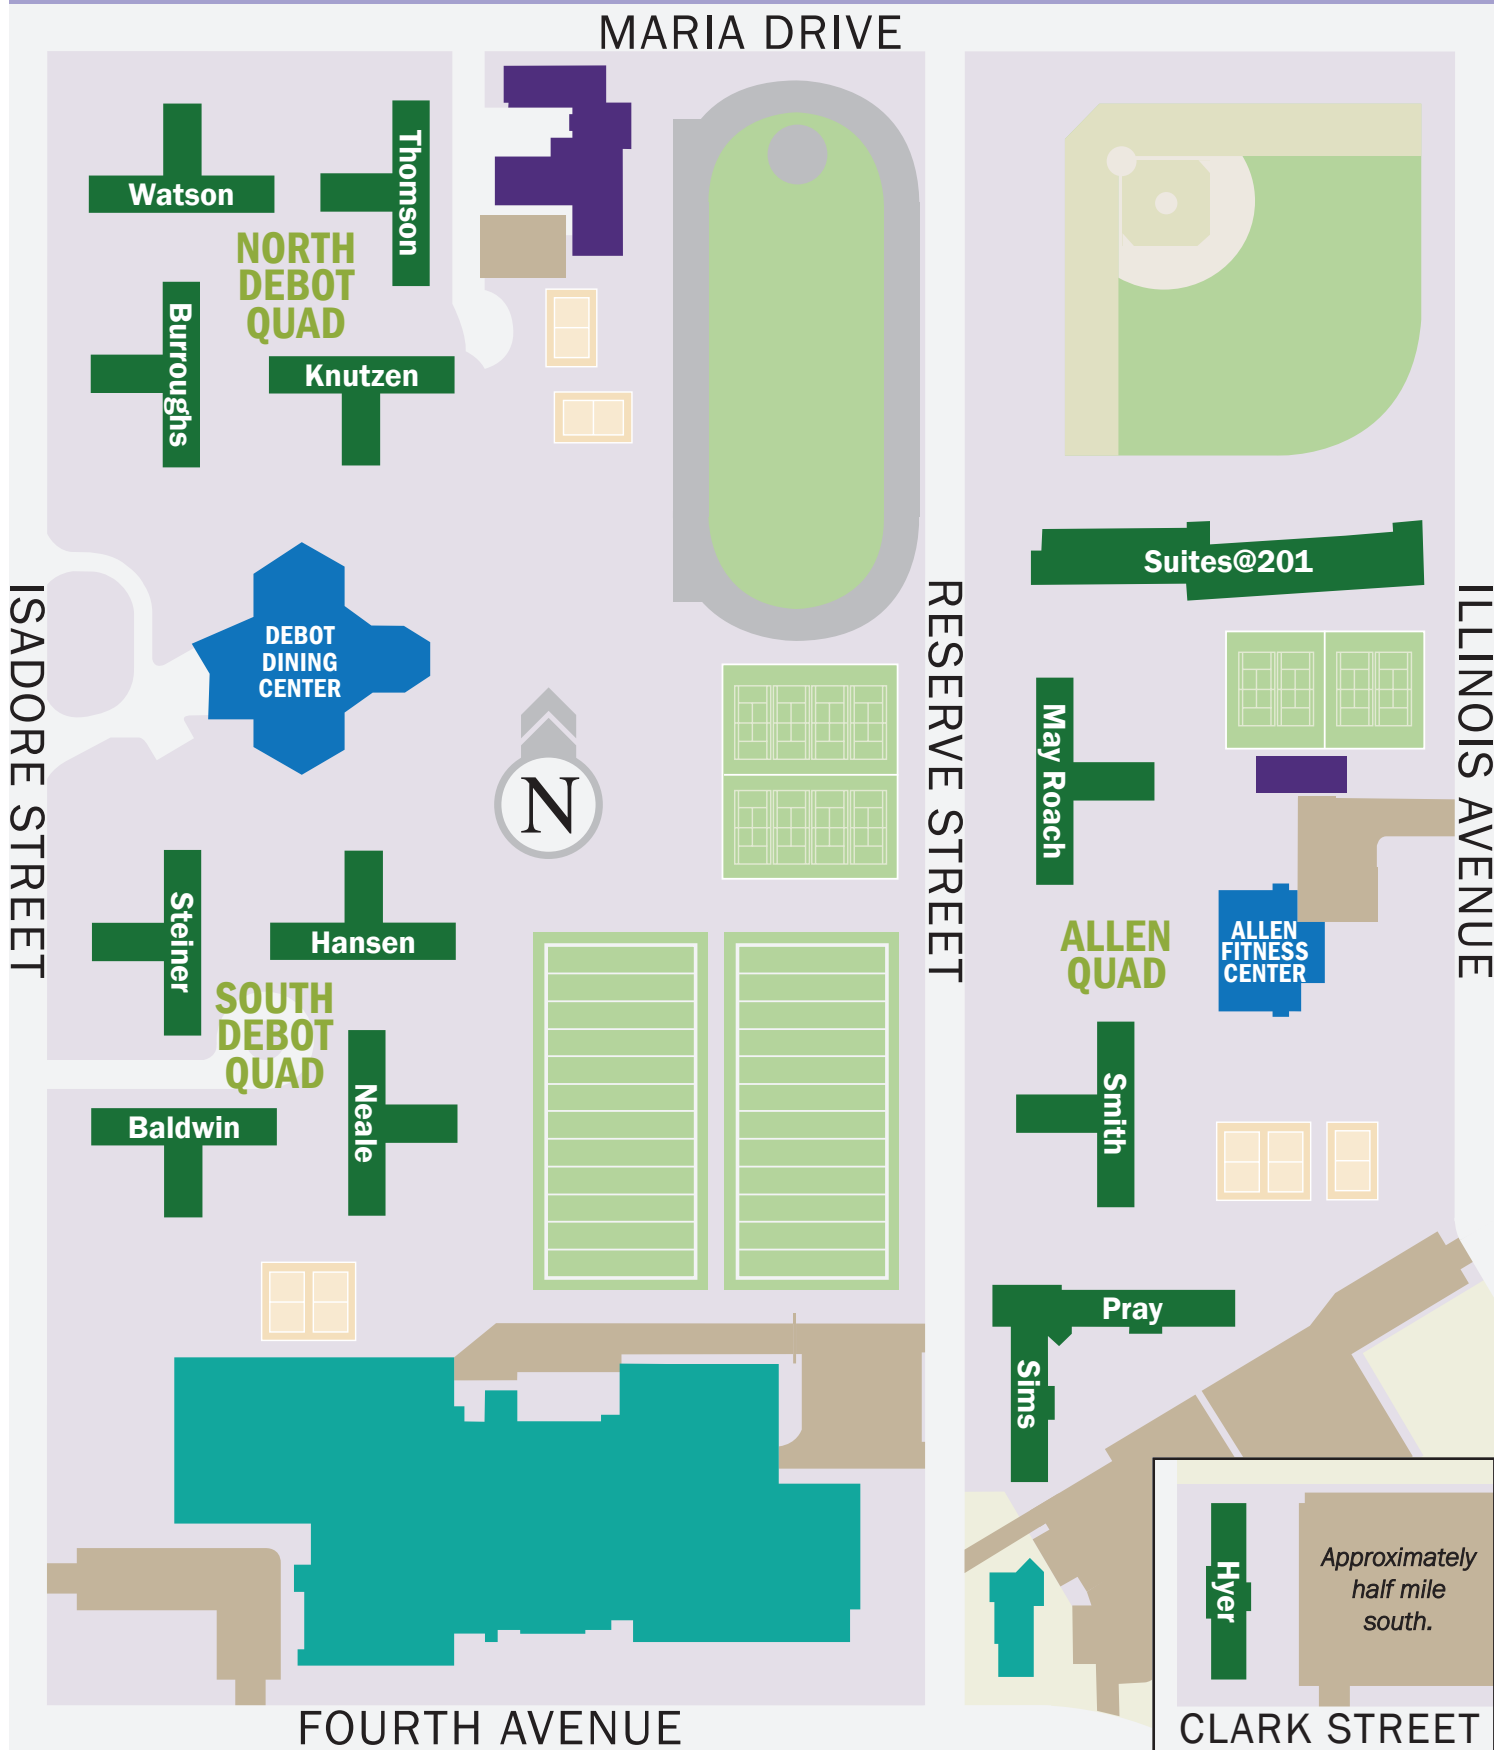 MARIA DRIVE
Watson
Thomson
NORTH
DEBOT
QUAD
Burroughs
Knutzen
Suites@201
DEBOT
DINING
CENTER
ISADORE STREET
RESERVE STREET
ILLINOIS AVENUE
N
May Roach
Steiner
Hansen
ALLEN
QUAD
ALLEN
FITNESS
CENTER
SOUTH
DEBOT
QUAD
Neale
Baldwin
Smith
Pray
Sims
Hyer
Approximately
half mile
south.
FOURTH AVENUE
CLARK STREET